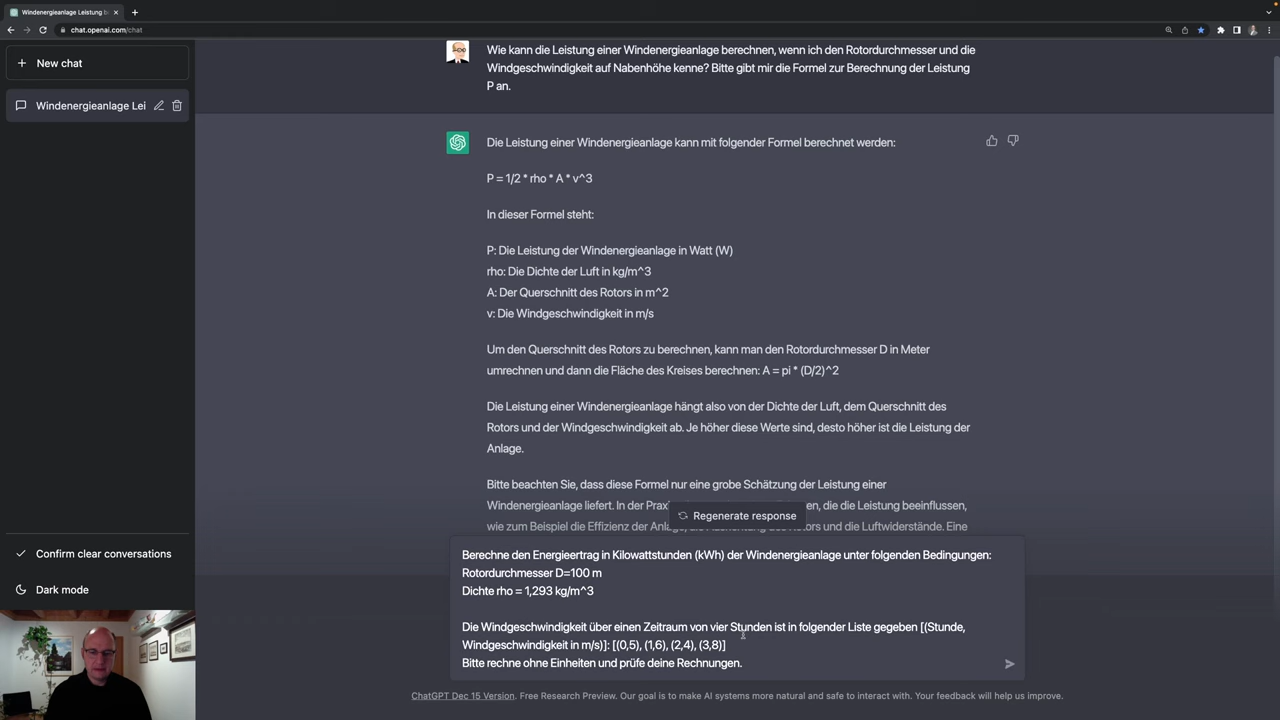 Windenergieanlage Leistung b
chat.openai.com/chat
New chat
Windenergieanlage Lei
Wie kann die Leistung einer Windenergieanlage berechnen, wenn ich den Rotordurchmesser und die
Windgeschwindigkeit auf Nabenhöhe kenne? Bitte gibt mir die Formel zur Berechnung der Leistung
P an.
Die Leistung einer Windenergieanlage kann mit folgender Formel berechnet werden:
P = 1/2 * rho * A * v^3
In dieser Formel steht:
P: Die Leistung der Windenergieanlage in Watt (W)
rho: Die Dichte der Luft in kg/m^3
A: Der Querschnitt des Rotors in m^2
v: Die Windgeschwindigkeit in m/s
Um den Querschnitt des Rotors zu berechnen, kann man den Rotordurchmesser D in Meter
umrechnen und dann die Fläche des Kreises berechnen: A = pi * (D/2)^2
Die Leistung einer Windenergieanlage hängt also von der Dichte der Luft, dem Querschnitt des
Rotors und der Windgeschwindigkeit ab. Je höher diese Werte sind, desto höher ist die Leistung der
Anlage.
Bitte beachten Sie, dass diese Formel nur eine grobe Schätzung der Leistung einer
Windenergieanlage liefert. In der Prax die die Leistung beeinflussen,
wie zum Beispiel die Effizienz der Anlag und die Luftwiderstände. Eine
Regenerate response
Berechne den Energieertrag in Kilowattstunden (kWh) der Windenergieanlage unter folgenden Bedingungen:
Rotordurchmesser D=100 m
Dichte rho = 1,293 kg/m^3
Die Windgeschwindigkeit über einen Zeitraum von vier Stunden ist in folgender Liste gegeben [(Stunde,
Windgeschwindigkeit in m/s)]: [(0,5), (1,6), (2,4), (3,8)]
Bitte rechne ohne Einheiten und prüfe deine Rechnungen.
Confirm clear conversations
Dark mode
ChatGPT Dec 15 Version. Free Research Preview. Our goal is to make AI systems more natural and safe to interact with. Your feedback will help us improve.